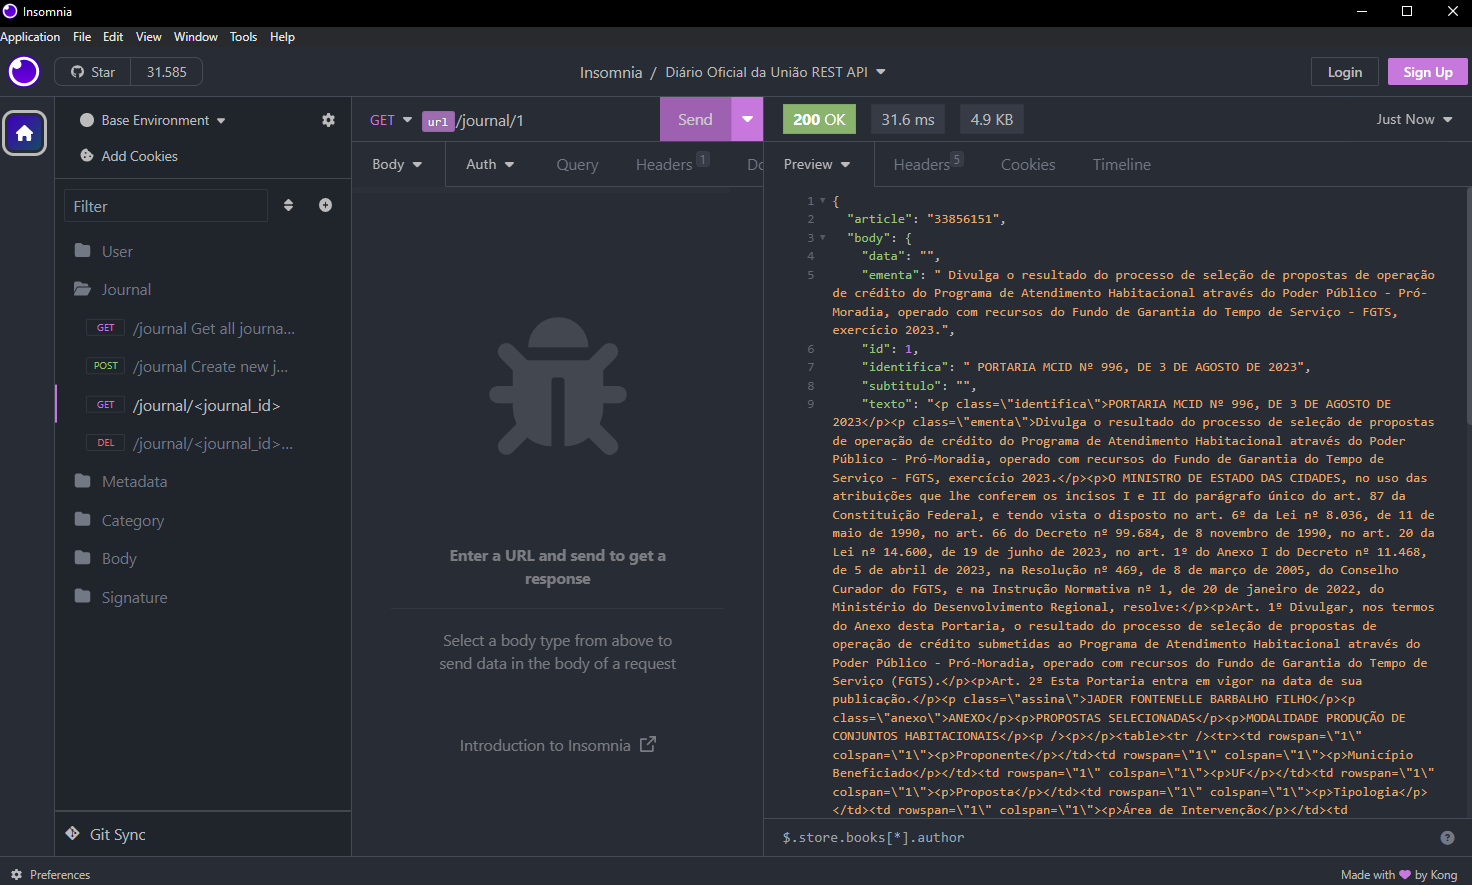 Insomnia
Application File Edit View Window Tools Help
Star 31.585
Insomnia / Diário Oficial da União REST API
Login Sign Up
Base Environment
Add Cookies
Filter
User
Journal
GET /journal Get all journa...
POST /journal Create new j...
GET /journal/<journal_id>
DEL /journal/<journal_id>...
Metadata
Category
Body
Signature
Git Sync
GET url/journal/1 Send
Body Auth Query Headers 1 Do
Enter a URL and send to get a
response
Select a body type from above to
send data in the body of a request
Introduction to Insomnia
200 OK 31.6 ms 4.9 KB Just Now
Preview Headers 5 Cookies Timeline
1 {
2 "article": "33856151",
3 "body": {
4 "data": "",
5 "ementa": " Divulga o resultado do processo de seleção de propostas de operação
de crédito do Programa de Atendimento Habitacional através do Poder Público - Pró-
Moradia, operado com recursos do Fundo de Garantia do Tempo de Serviço - FGTS,
exercício 2023.",
6 "id": 1,
7 "identifica": " PORTARIA MCID Nº 996, DE 3 DE AGOSTO DE 2023",
8 "subtitulo": "",
9 "texto": "<p class=\"identifica\">PORTARIA MCID Nº 996, DE 3 DE AGOSTO DE
2023</p><p class=\"ementa\">Divulga o resultado do processo de seleção de propostas
de operação de crédito do Programa de Atendimento Habitacional através do Poder
Público - Pró-Moradia, operado com recursos do Fundo de Garantia do Tempo de
Serviço - FGTS, exercício 2023.</p><p>O MINISTRO DE ESTADO DAS CIDADES, no uso das
atribuições que lhe conferem os incisos I e II do parágrafo único do art. 87 da
Constituição Federal, e tendo vista o disposto no art. 6º da Lei nº 8.036, de 11 de
maio de 1990, no art. 66 do Decreto nº 99.684, de 8 novembro de 1990, no art. 20 da
Lei nº 14.600, de 19 de junho de 2023, no art. 1º do Anexo I do Decreto nº 11.468,
de 5 de abril de 2023, na Resolução nº 469, de 8 de março de 2005, do Conselho
Curador do FGTS, e na Instrução Normativa nº 1, de 20 de janeiro de 2022, do
Ministério do Desenvolvimento Regional, resolve:</p><p>Art. 1º Divulgar, nos termos
do Anexo desta Portaria, o resultado do processo de seleção de propostas de
operação de crédito submetidas ao Programa de Atendimento Habitacional através do
Poder Público - Pró-Moradia, operado com recursos do Fundo de Garantia do Tempo de
Serviço (FGTS).</p><p>Art. 2º Esta Portaria entra em vigor na data de sua
publicação.</p><p class=\"assina\">JADER FONTENELLE BARBALHO FILHO</p><p
class=\"anexo\">ANEXO</p><p>PROPOSTAS SELECIONADAS</p><p>MODALIDADE PRODUÇÃO DE
CONJUNTOS HABITACIONAIS</p><p /><p></p><table><tr /><tr><td rowspan=\"1\"
colspan=\"1\"><p>Proponente</p></td><td rowspan=\"1\" colspan=\"1\"><p>Município
Beneficiado</p></td><td rowspan=\"1\" colspan=\"1\"><p>UF</p></td><td rowspan=\"1\"
colspan=\"1\"><p>Proposta</p></td><td rowspan=\"1\" colspan=\"1\"><p>Tipologia</p>
</td><td rowspan=\"1\" colspan=\"1\"><p>Área de Intervenção</p></td><td
$.store.books[*].author
Preferences
Made with by Kong